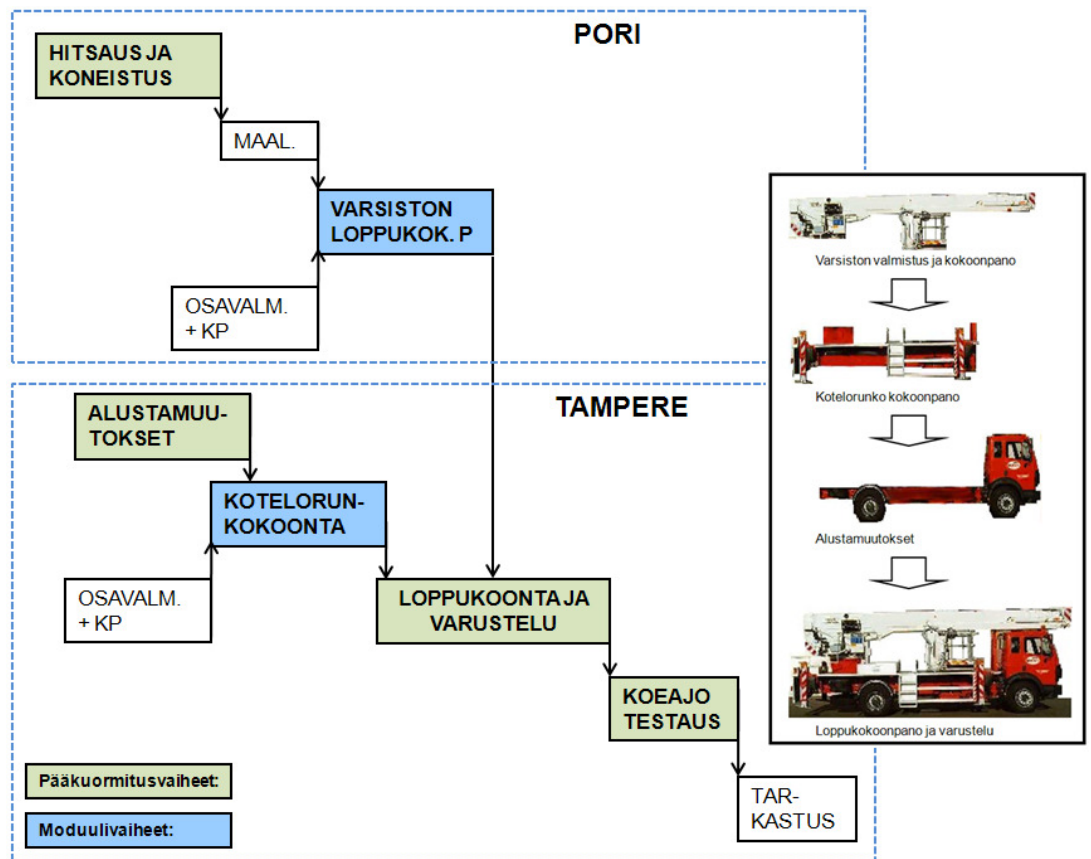 PORI
HITSAUS JA
KONEISTUS
MAAL.
VARSISTON
LOPPUKOK. P
OSAVALM.
+ KP
TAMPERE
ALUSTAMUU-
TOKSET
KOTELORUN-
KOKOONTA
OSAVALM.
+ KP
LOPPUKOONTA JA
VARUSTELU
KOEAJO
TESTAUS
TAR-
KASTUS
Pääkuormitusvaiheet:
Moduulivaiheet:
Varsiston valmistus ja kokoonpano
Kotelorunko kokoonpano
Alustamuutokset
Loppukokoonpano ja varustelu